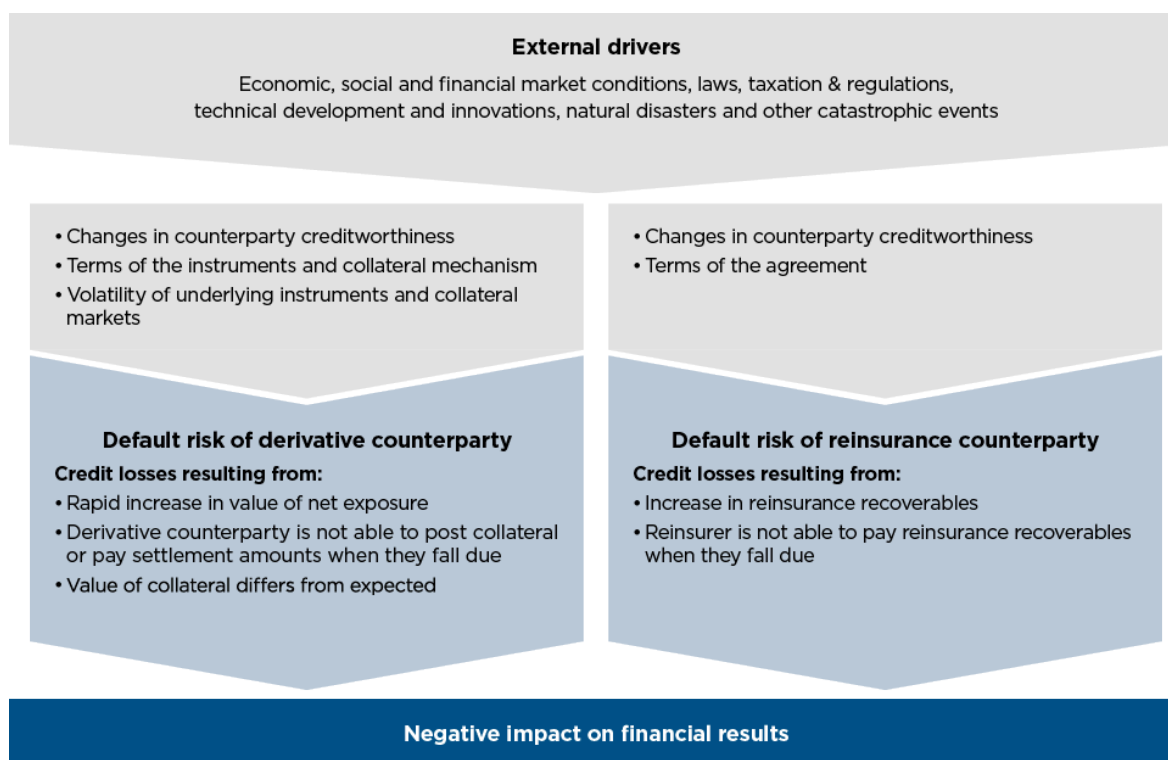 External drivers
Economic, social and financial market conditions, laws, taxation & regulations,
technical development and innovations, natural disasters and other catastrophic events
• Changes in counterparty creditworthiness
• Terms of the instruments and collateral mechanism
• Volatility of underlying instruments and collateral
markets
• Changes in counterparty creditworthiness
• Terms of the agreement
Default risk of derivative counterparty
Credit losses resulting from:
• Rapid increase in value of net exposure
• Derivative counterparty is not able to post collateral
or pay settlement amounts when they fall due
• Value of collateral differs from expected
Default risk of reinsurance counterparty
Credit losses resulting from:
• Increase in reinsurance recoverables
• Reinsurer is not able to pay reinsurance recoverables
when they fall due
Negative impact on financial results